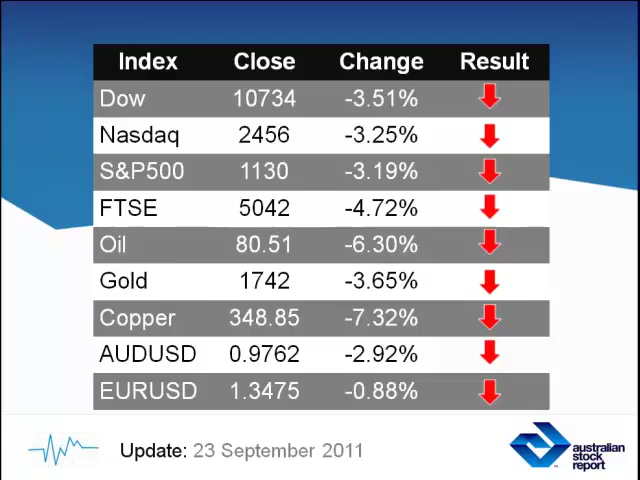 Index Close Change Result
Dow 10734 -3.51%
Nasdaq 2456 -3.25%
S&P500 1130 -3.19%
FTSE 5042 -4.72%
Oil 80.51 -6.30%
Gold 1742 -3.65%
Copper 348.85 -7.32%
AUDUSD 0.9762 -2.92%
EURUSD 1.3475 -0.88%
Update: 23 September 2011
australian
stock
report